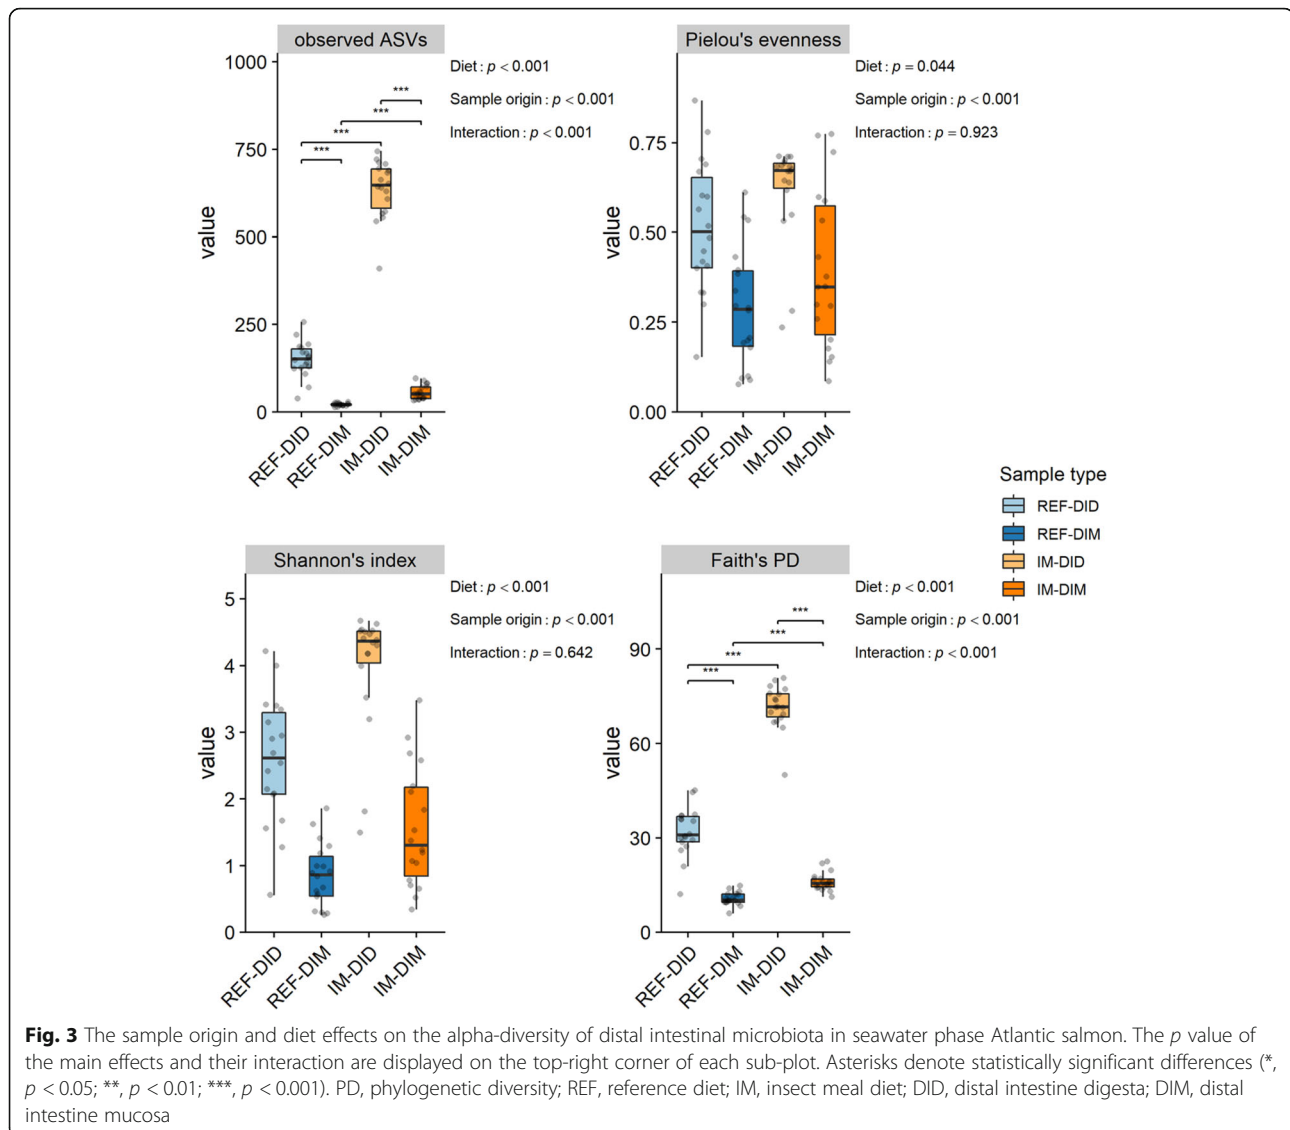 observed ASVs
1000
750
500
250
0
value
***
***
***
***
Diet : p < 0.001
Sample origin : p < 0.001
Interaction : p < 0.001
REF-DID
REF-DIM
IM-DID
IM-DIM
Pielou's evenness
0.75
0.50
0.25
0.00
value
Diet : p = 0.044
Sample origin : p < 0.001
Interaction : p = 0.923
REF-DID
REF-DIM
IM-DID
IM-DIM
Sample type
REF-DID
REF-DIM
IM-DID
IM-DIM
Shannon's index
5
4
3
2
1
0
value
Diet : p < 0.001
Sample origin : p < 0.001
Interaction : p = 0.642
REF-DID
REF-DIM
IM-DID
IM-DIM
Faith's PD
90
60
30
0
value
***
***
***
***
Diet : p < 0.001
Sample origin : p < 0.001
Interaction : p < 0.001
REF-DID
REF-DIM
IM-DID
IM-DIM
Fig. 3 The sample origin and diet effects on the alpha-diversity of distal intestinal microbiota in seawater phase Atlantic salmon. The p value of
the main effects and their interaction are displayed on the top-right corner of each sub-plot. Asterisks denote statistically significant differences (*,
p < 0.05; **, p < 0.01; ***, p < 0.001). PD, phylogenetic diversity; REF, reference diet; IM, insect meal diet; DID, distal intestine digesta; DIM, distal
intestine mucosa